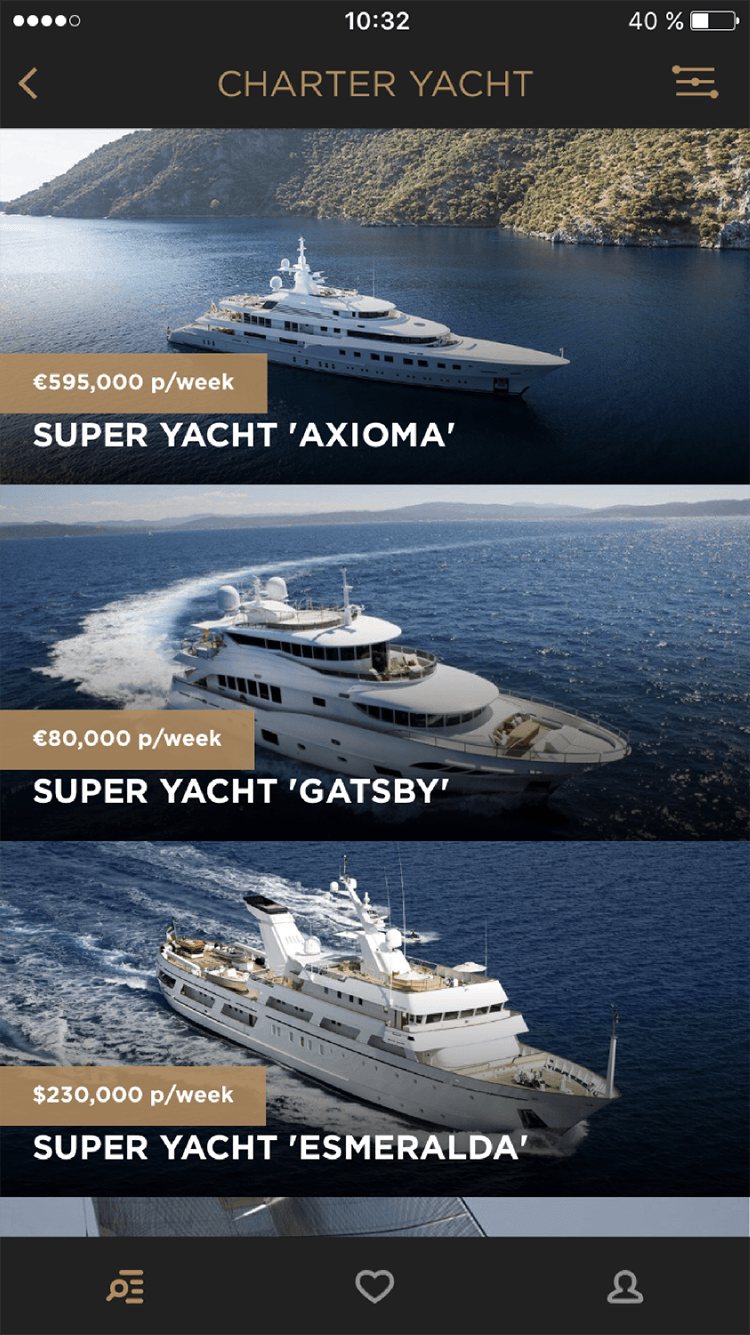 10:32
40 %
CHARTER YACHT
€595,000 p/week
SUPER YACHT 'AXIOMA'
€80,000 p/week
SUPER YACHT 'GATSBY'
$230,000 p/week
SUPER YACHT 'ESMERALDA'